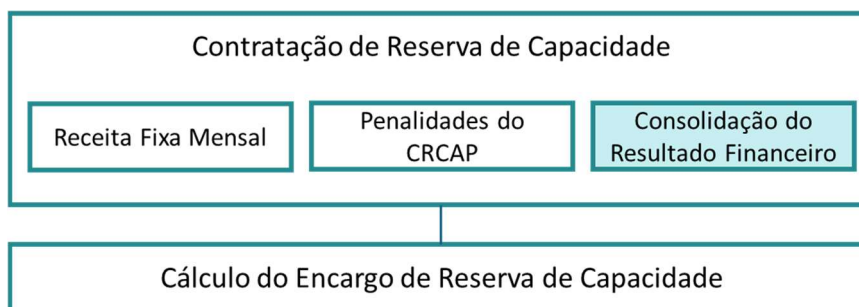 Contratação de Reserva de Capacidade
Receita Fixa Mensal
Penalidades do
CRCAP
Consolidação do
Resultado Financeiro
Cálculo do Encargo de Reserva de Capacidade